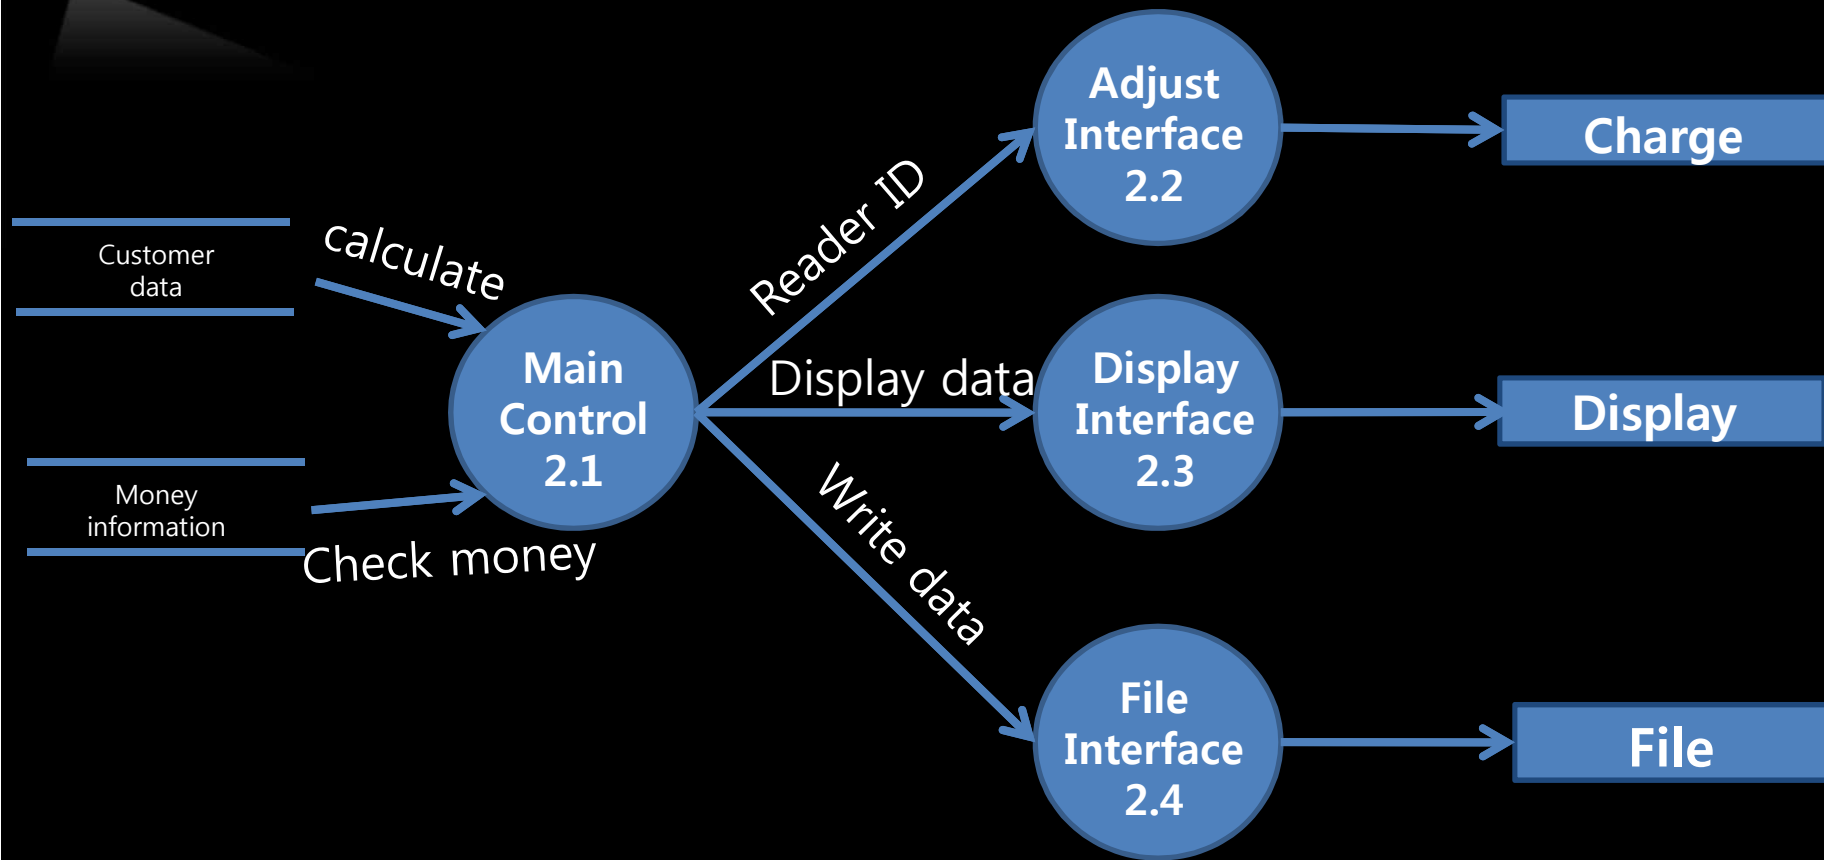 Customer
data
calculate
Money
information
Check money
Main
Control
2.1
Reader ID
Display data
Write data
Adjust
Interface
2.2
Display
Interface
2.3
File
Interface
2.4
Charge
Display
File